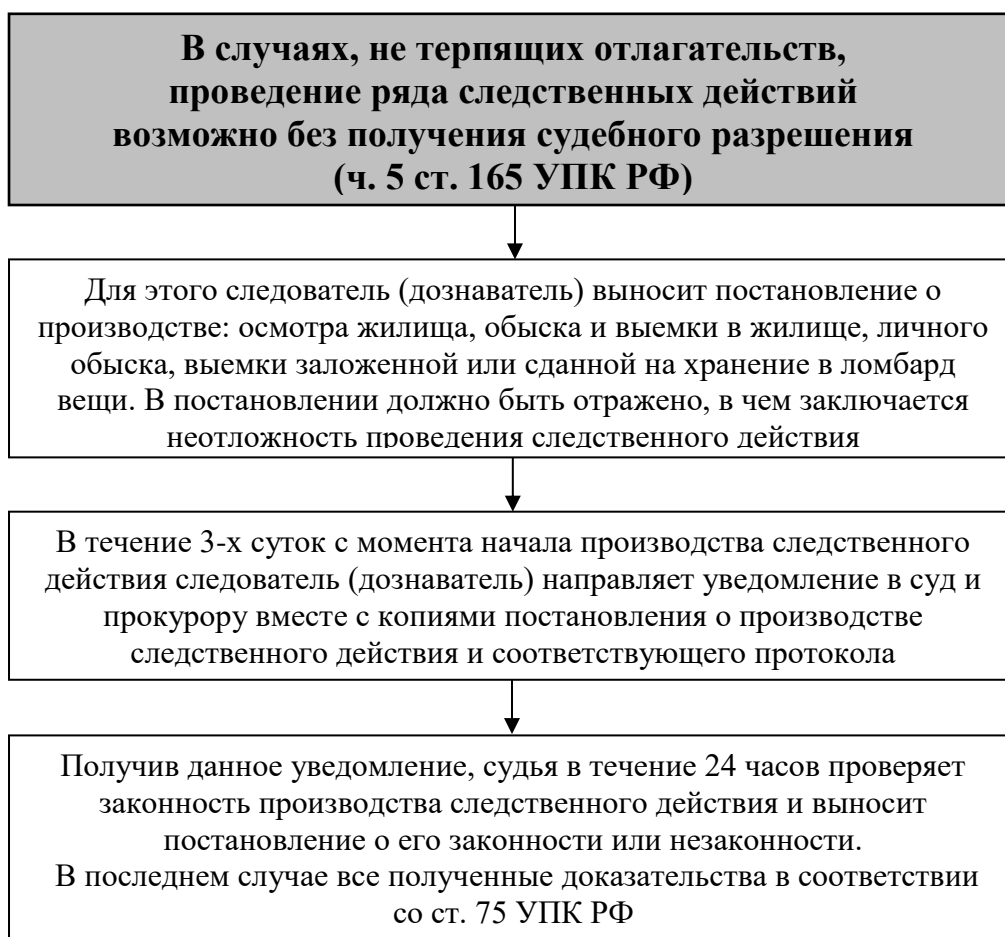 В случаях, не терпящих отлагательств,
проведение ряда следственных действий
возможно без получения судебного разрешения
(ч. 5 ст. 165 УПК РФ)
Для этого следователь (дознаватель) выносит постановление о
производстве: осмотра жилища, обыска и выемки в жилище, личного
обыска, выемки заложенной или сданной на хранение в ломбард
вещи. В постановлении должно быть отражено, в чем заключается
неотложность проведения следственного действия
В течение 3-х суток с момента начала производства следственного
действия следователь (дознаватель) направляет уведомление в суд и
прокурору вместе с копиями постановления о производстве
следственного действия и соответствующего протокола
Получив данное уведомление, судья в течение 24 часов проверяет
законность производства следственного действия и выносит
постановление о его законности или незаконности.
В последнем случае все полученные доказательства в соответствии
со ст. 75 УПК РФ